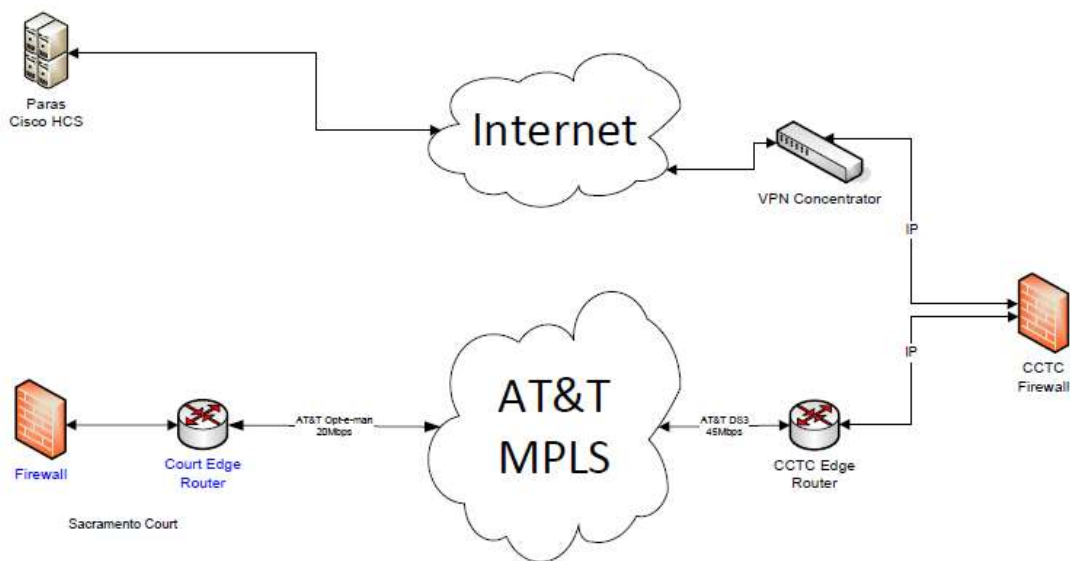 Paras
Cisco HCS
Internet
VPN Concentrator
IP
CCTC
Firewall
IP
AT&T
MPLS
AT&T Opt-e-man
20Mbps
AT&T DS3
45Mbps
Firewall
Court Edge
Router
CCTC Edge
Router
Sacramento Court